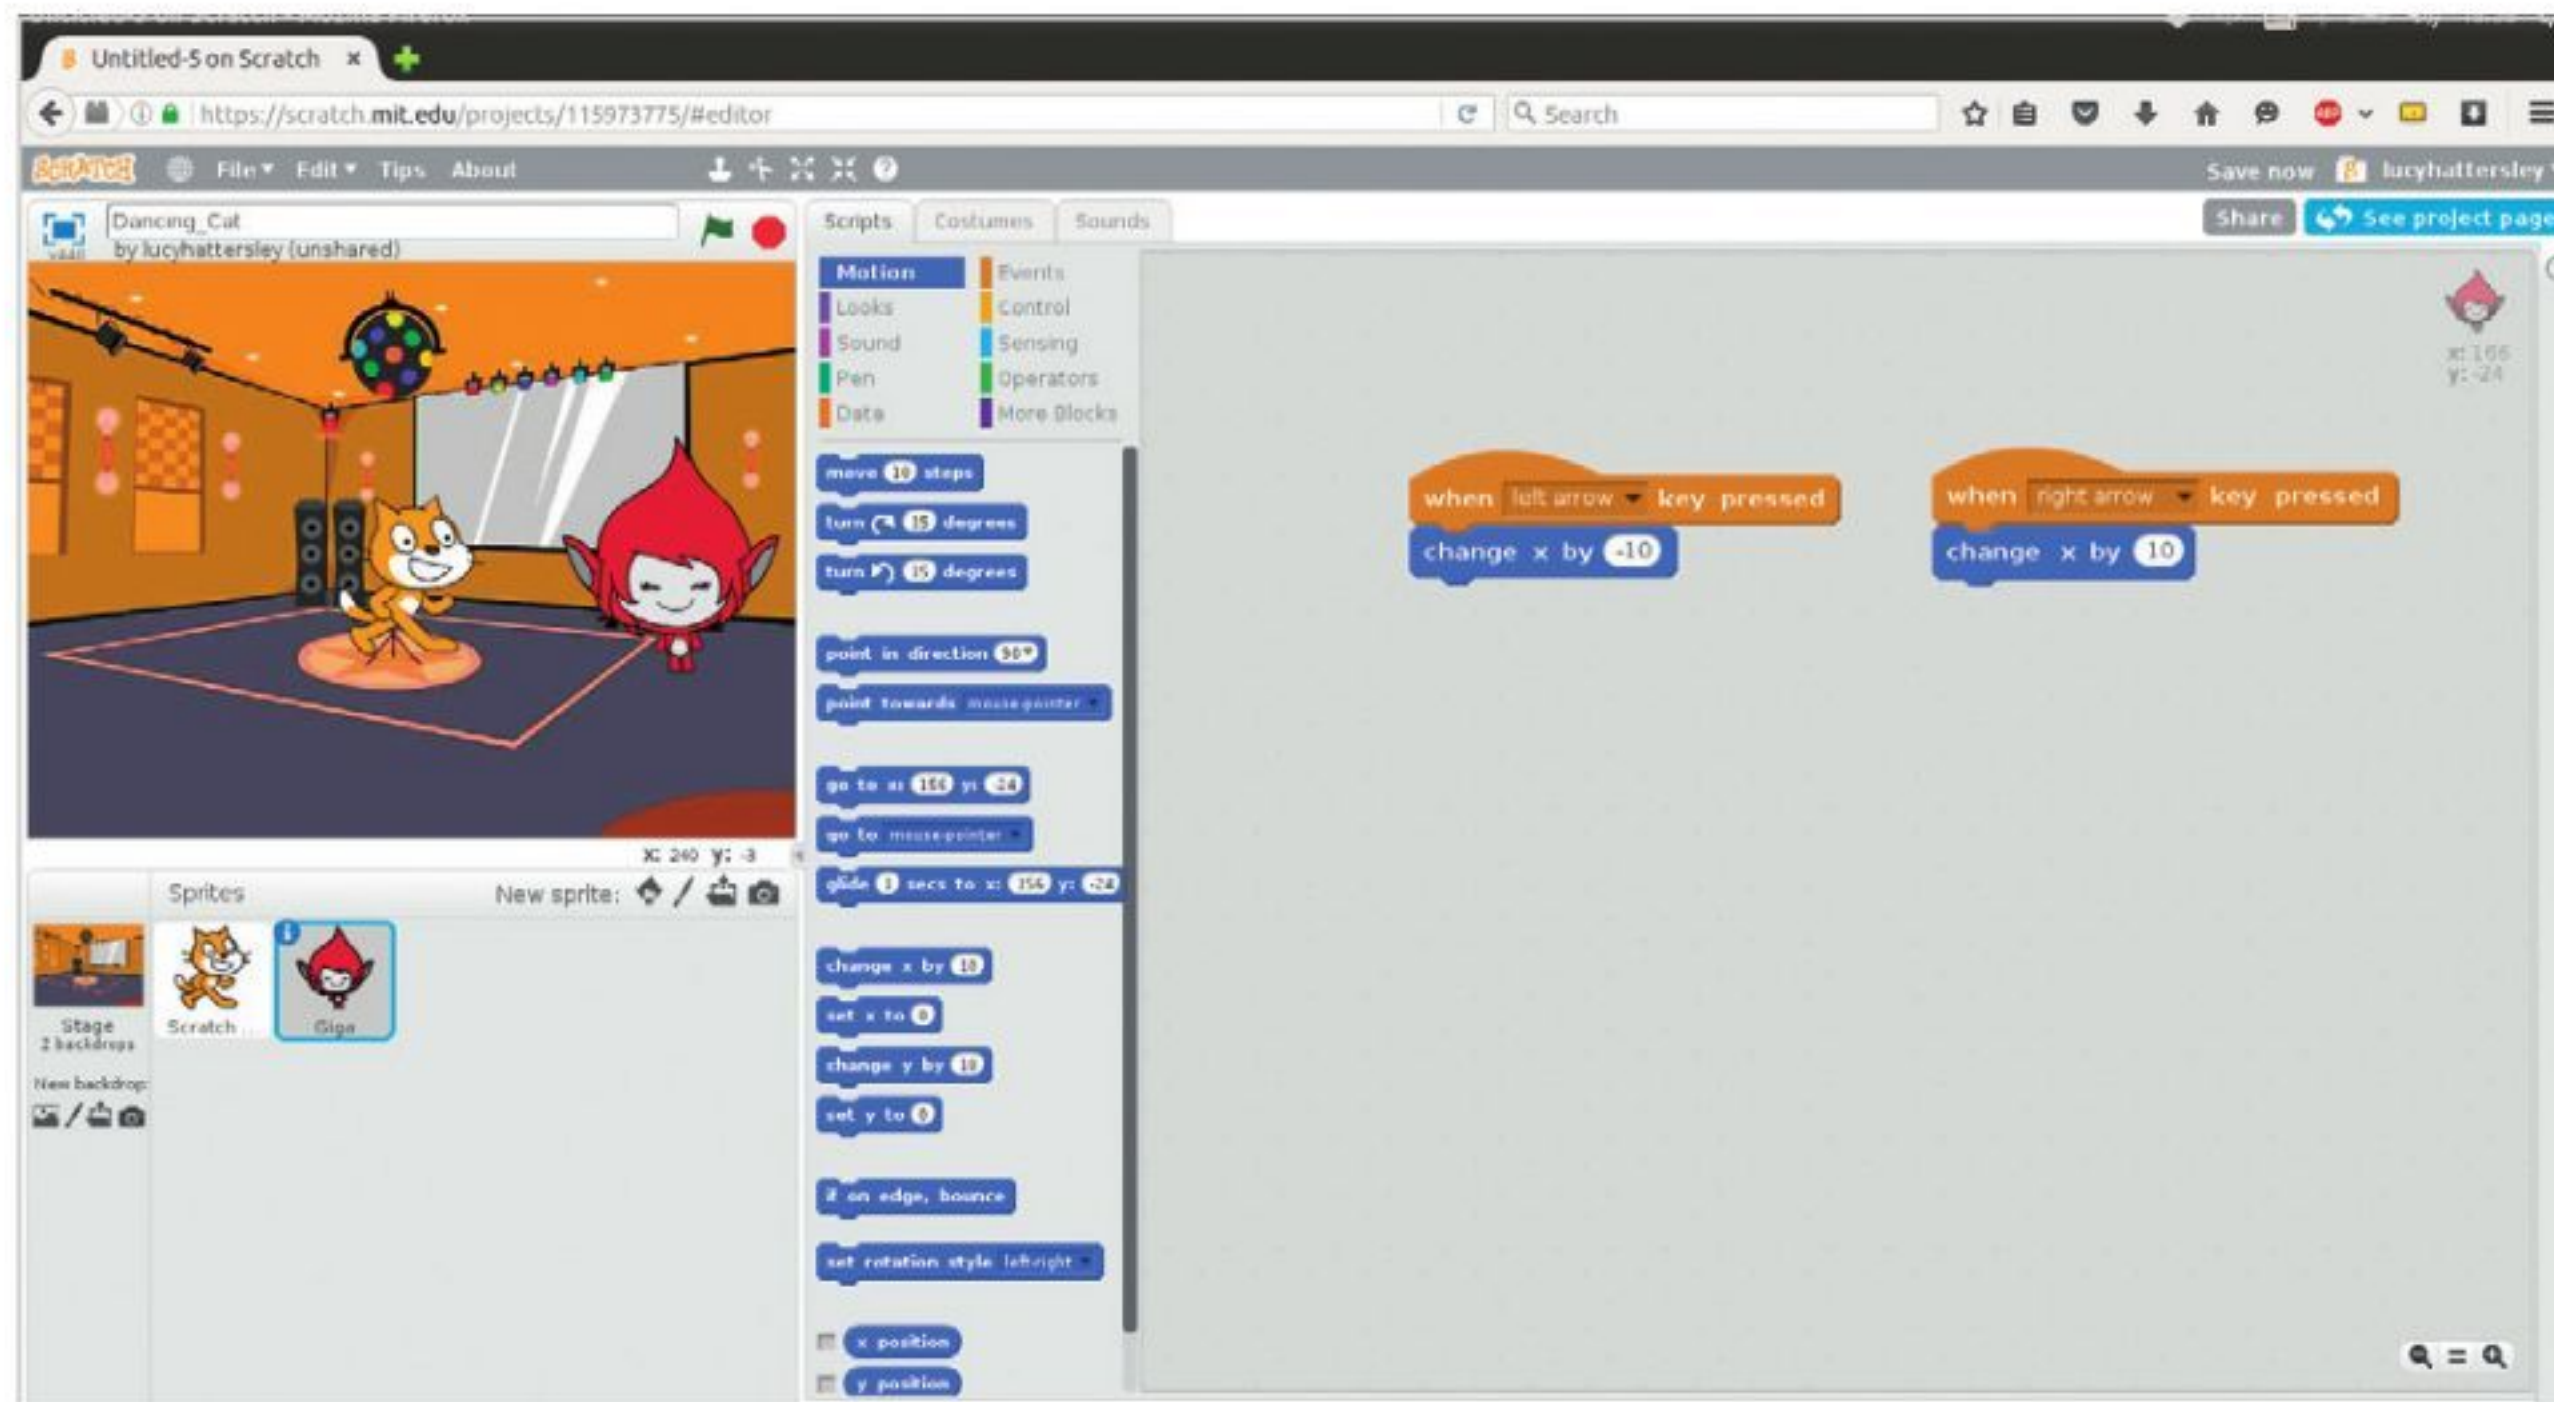 Untitled-5 on Scratch
https://scratch.mit.edu/projects/115973775/#editor
Search
SCRATCH File Edit Tips About
Save now lucyhattersley
Dancing_Cat
by lucyhattersley (unshared)
Scripts Costumes Sounds
Share See project page
Motion Events
Looks Control
Sound Sensing
Pen Operators
Data More Blocks
x: 166
y: -24
move 10 steps
turn 15 degrees
turn 15 degrees
point in direction 90
point towards mouse-pointer
go to x: 166 y: -24
go to mouse-pointer
glide 1 secs to x: y: -24
change x by 10
set x to 0
change y by 10
set y to 0
if on edge, bounce
set rotation style left-right
x position
y position
when left arrow key pressed
change x by -10
when right arrow key pressed
change x by 10
x: 240 y: -3
Sprites New sprite:
Stage
2 backdrops
New backdrop:
Scratch ...
Giga